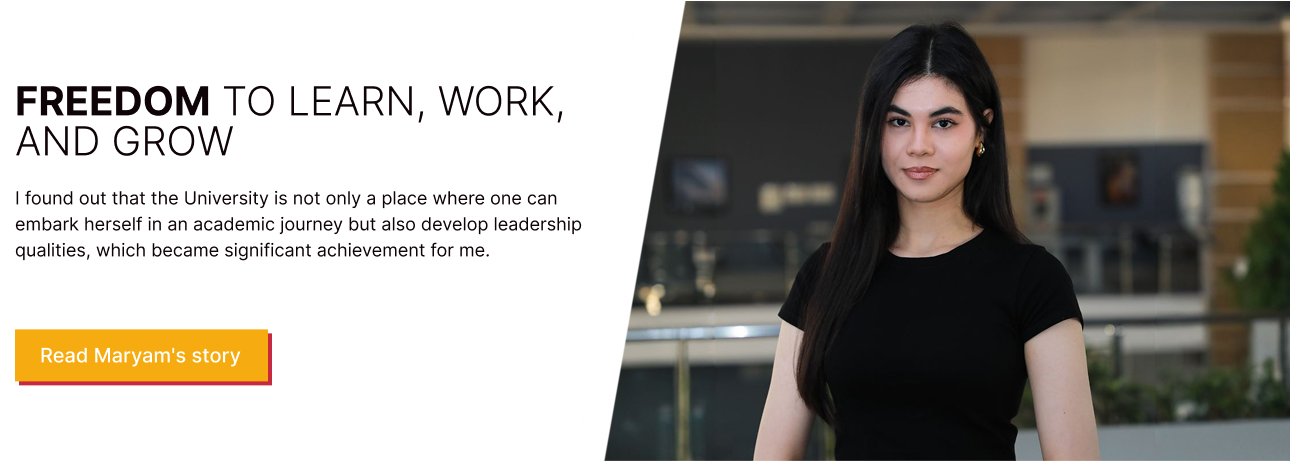 FREEDOM TO LEARN, WORK,
AND GROW
I found out that the University is not only a place where one can
embark herself in an academic journey but also develop leadership
qualities, which became significant achievement for me.
Read Maryam's story